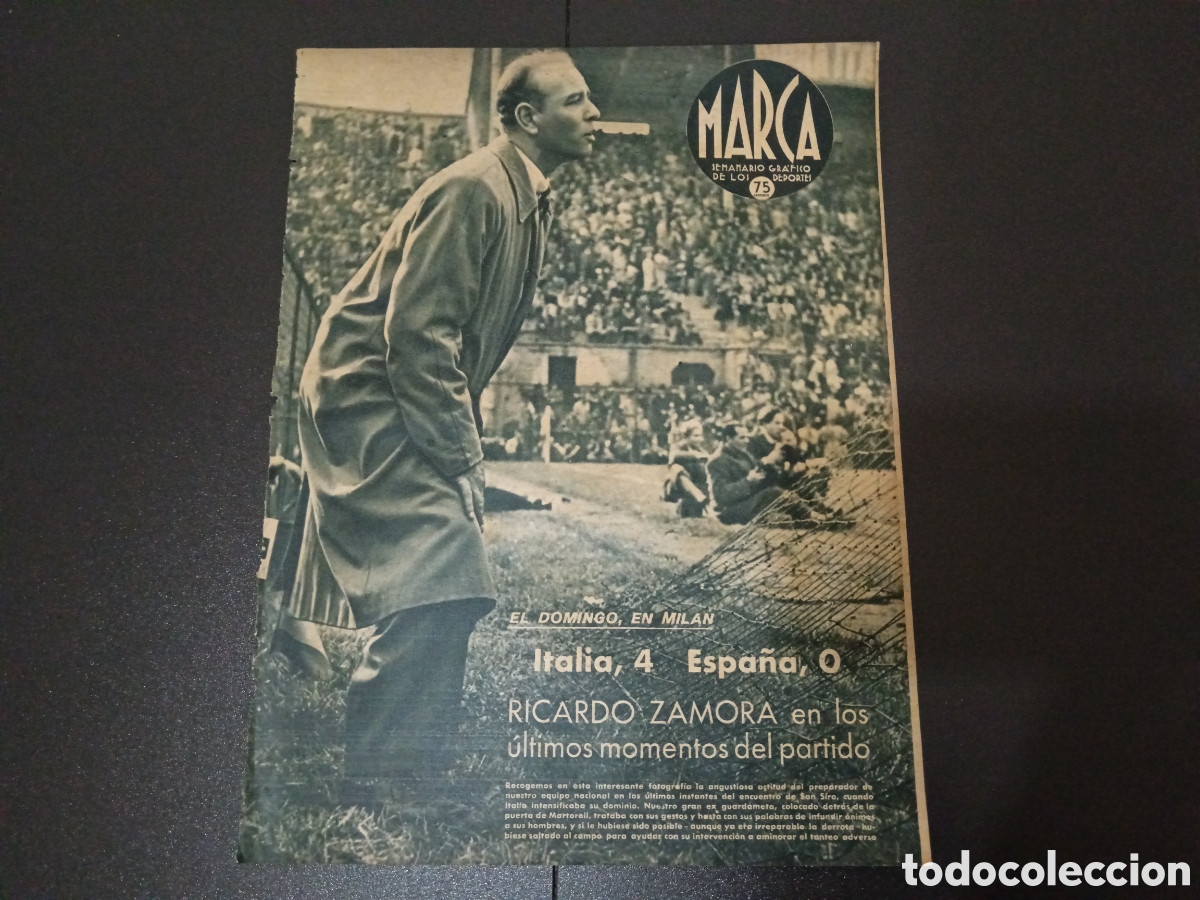 MARCA
SEMANARIO GRÁFICO
DE LOS DEPORTES
75
EL DOMINGO, EN MILAN
Italia, 4 España, 0
RICARDO ZAMORA en los
últimos momentos del partido
Recogemos en esta interesante fotografía la angustiosa actitud del preparador de
nuestro equipo nacional en los últimos instantes del encuentro de San Siro, cuando
Italia intensificaba su dominio. Nuestro gran ex guardameta, colocado detrás de la
puerta de Martorell, trataba con sus gestos y hasta con sus palabras de infundir ánimos
a sus hombres, y si le hubiese sido posible - aunque ya era irreparable la derrota - hu-
biese saltado al campo para ayudar con su intervención a aminorar el tanteo adverso
todocoleccion